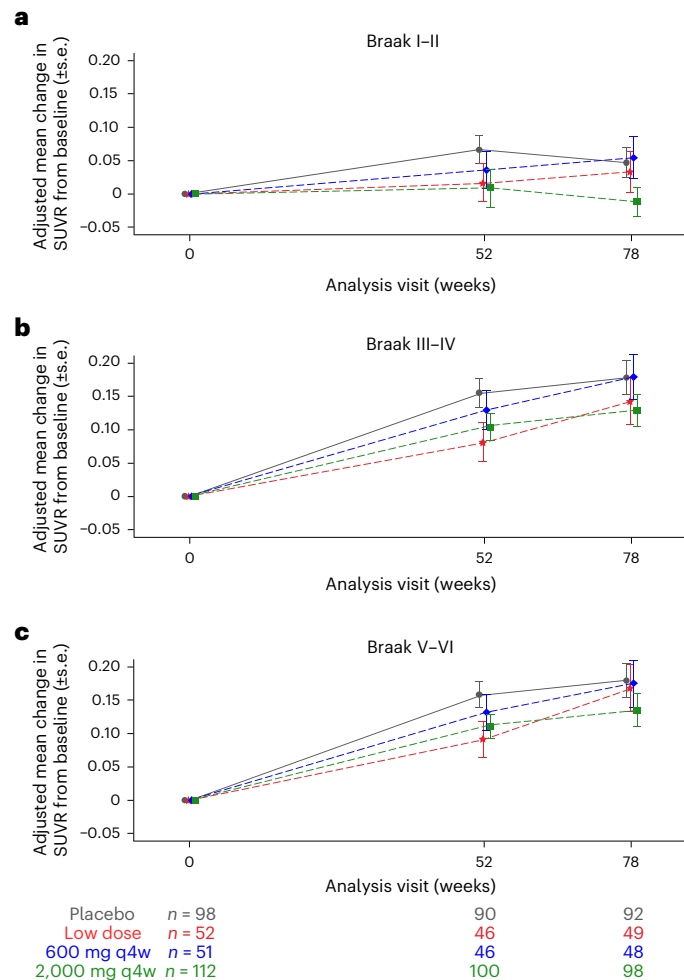 a
Braak I–II
Adjusted mean change in
SUVR from baseline (±s.e.)
0.20
0.15
0.10
0.05
0
–0.05
0 52 78
Analysis visit (weeks)
b
Braak III–IV
Adjusted mean change in
SUVR from baseline (±s.e.)
0.20
0.15
0.10
0.05
0
–0.05
0 52 78
Analysis visit (weeks)
c
Braak V–VI
Adjusted mean change in
SUVR from baseline (±s.e.)
0.20
0.15
0.10
0.05
0
–0.05
0 52 78
Analysis visit (weeks)
Placebo n = 98 90 92
Low dose n = 52 46 49
600 mg q4w n = 51 46 48
2,000 mg q4w n = 112 100 98